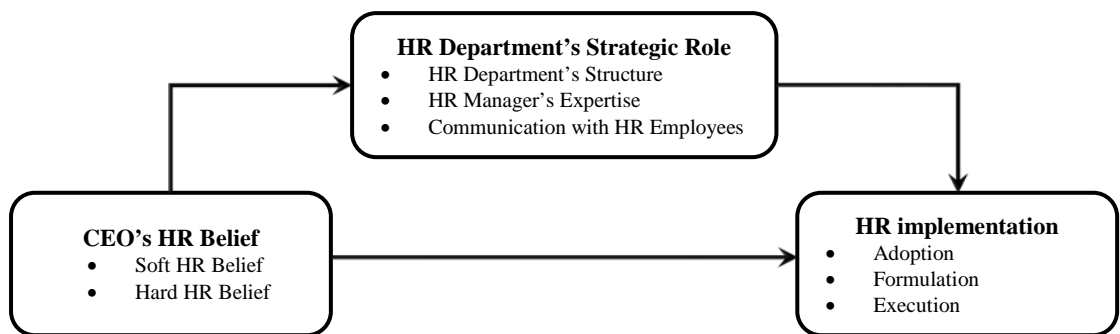 HR Department’s Strategic Role
• HR Department’s Structure
• HR Manager’s Expertise
• Communication with HR Employees
CEO’s HR Belief
• Soft HR Belief
• Hard HR Belief
HR implementation
• Adoption
• Formulation
• Execution